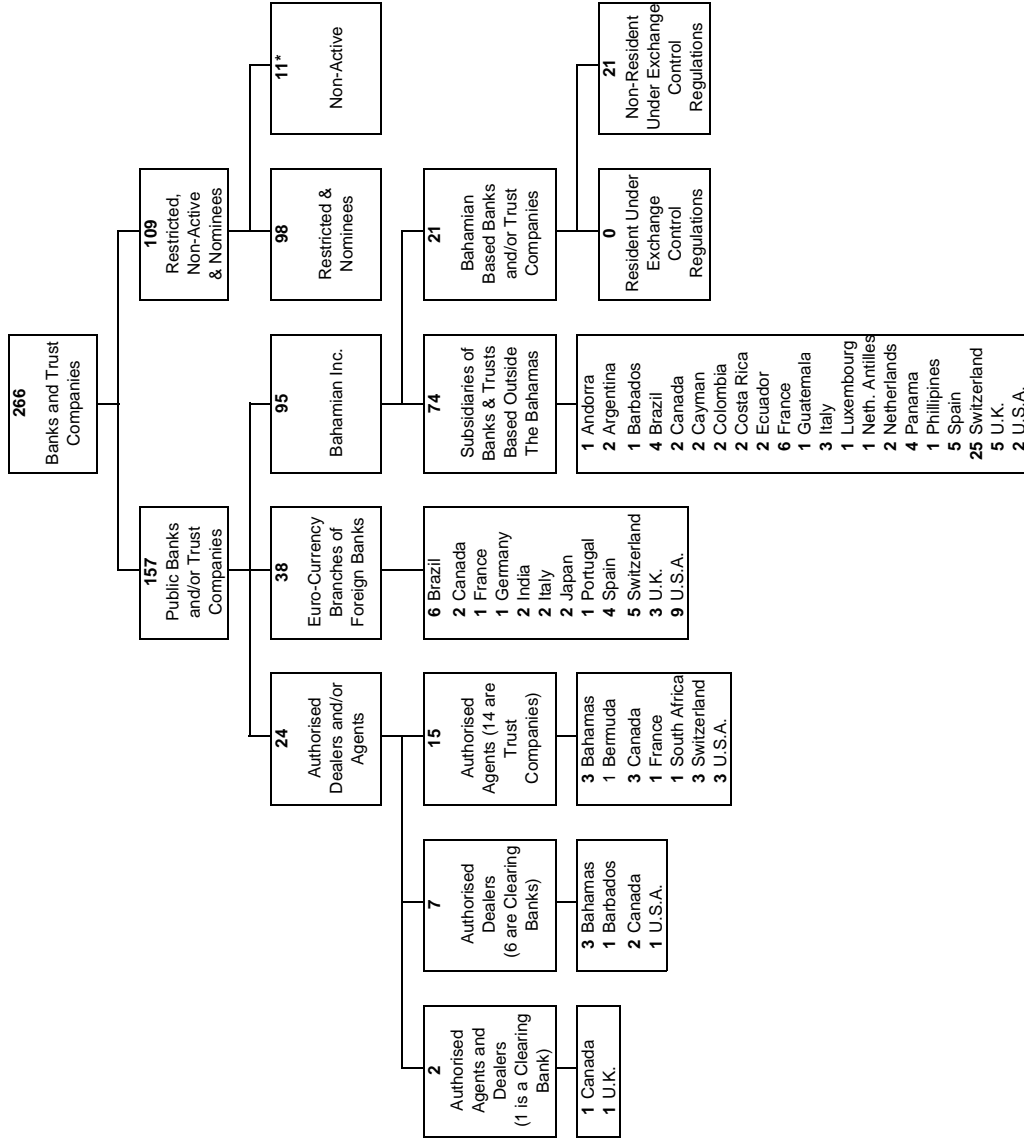 266
Banks and Trust
Companies
157
Public Banks
and/or Trust
Companies
109
Restricted,
Non-Active
& Nominees
24
Authorised
Dealers and/or
Agents
38
Euro-Currency
Branches of
Foreign Banks
95
Bahamian Inc.
98
Restricted &
Nominees
11*
Non-Active
2
Authorised
Agents and
Dealers
(1 is a Clearing
Bank)
7
Authorised
Dealers
(6 are Clearing
Banks)
15
Authorised
Agents (14 are
Trust
Companies)
6 Brazil
2 Canada
1 France
1 Germany
2 India
2 Italy
2 Japan
1 Portugal
4 Spain
5 Switzerland
3 U.K.
9 U.S.A.
74
Subsidiaries of
Banks & Trusts
Based Outside
The Bahamas
21
Bahamian
Based Banks
and/or Trust
Companies
1 Canada
1 U.K.
3 Bahamas
1 Barbados
2 Canada
1 U.S.A.
3 Bahamas
1 Bermuda
3 Canada
1 France
1 South Africa
3 Switzerland
3 U.S.A.
1 Andorra
2 Argentina
1 Barbados
4 Brazil
2 Canada
2 Cayman
2 Colombia
2 Costa Rica
2 Ecuador
6 France
1 Guatemala
3 Italy
1 Luxembourg
1 Neth. Antilles
2 Netherlands
4 Panama
1 Phillipines
5 Spain
25 Switzerland
5 U.K.
2 U.S.A.
0
Resident Under
Exchange
Control
Regulations
21
Non-Resident
Under Exchange
Control
Regulations